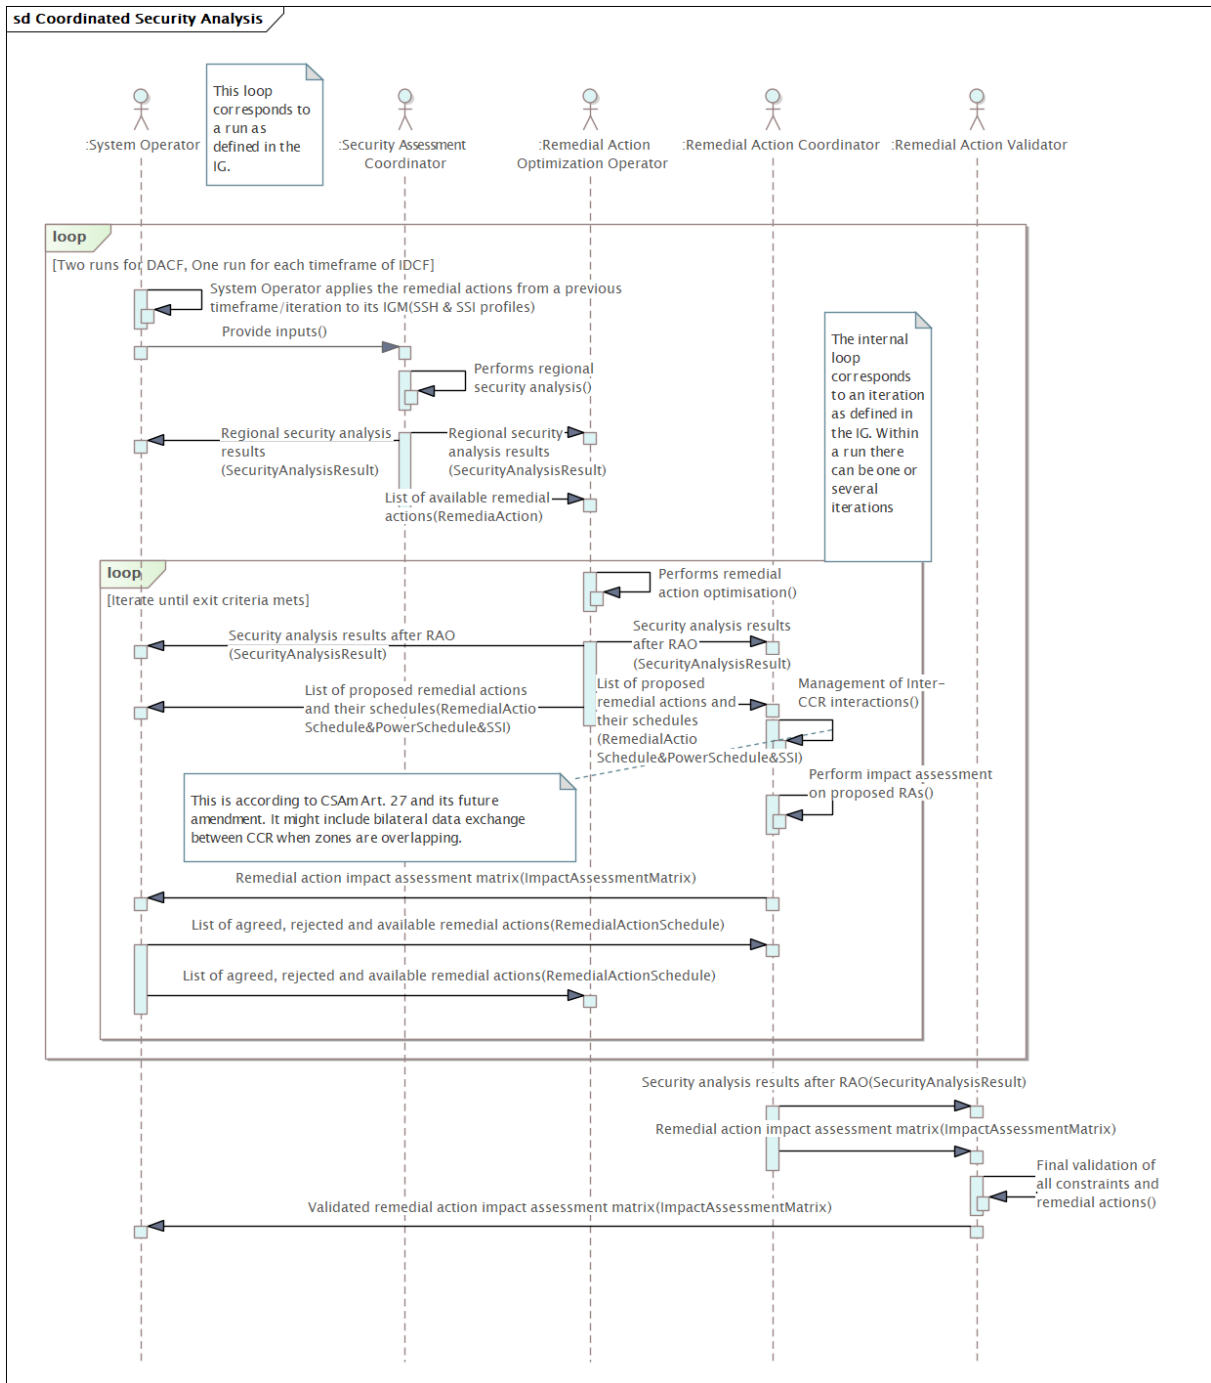 sd Coordinated Security Analysis
This loop
corresponds to
a run as
defined in the
IG.
:System Operator
:Security Assessment
Coordinator
:Remedial Action
Optimization Operator
:Remedial Action Coordinator
:Remedial Action Validator
loop
[Two runs for DACF, One run for each timeframe of IDCF]
System Operator applies the remedial actions from a previous
timeframe/iteration to its IGM(SSH & SSI profiles)
Provide inputs()
The internal
loop
corresponds
to an iteration
as defined in
the IG. Within
a run there
can be one or
several
iterations
Performs regional
security analysis()
Regional security analysis
results
(SecurityAnalysisResult)
Regional security
analysis results
(SecurityAnalysisResult)
List of available remedial
actions(RemediaAction)
loop
[Iterate until exit criteria mets]
Performs remedial
action optimisation()
Security analysis results after RAO
(SecurityAnalysisResult)
Security analysis results
after RAO
(SecurityAnalysisResult)
List of proposed remedial actions
and their schedules(RemedialActio
Schedule&PowerSchedule&SSI)
List of proposed
remedial actions and
their schedules
(RemedialActio
Schedule&PowerSchedule&SSI)
Management of Inter-
CCR interactions()
Perform impact assessment
on proposed RAs()
This is according to CSAm Art. 27 and its future
amendment. It might include bilateral data exchange
between CCR when zones are overlapping.
Remedial action impact assessment matrix(ImpactAssessmentMatrix)
List of agreed, rejected and available remedial actions(RemedialActionSchedule)
List of agreed, rejected and available remedial actions(RemedialActionSchedule)
Security analysis results after RAO(SecurityAnalysisResult)
Remedial action impact assessment matrix(ImpactAssessmentMatrix)
Final validation of
all constraints and
remedial actions()
Validated remedial action impact assessment matrix(ImpactAssessmentMatrix)